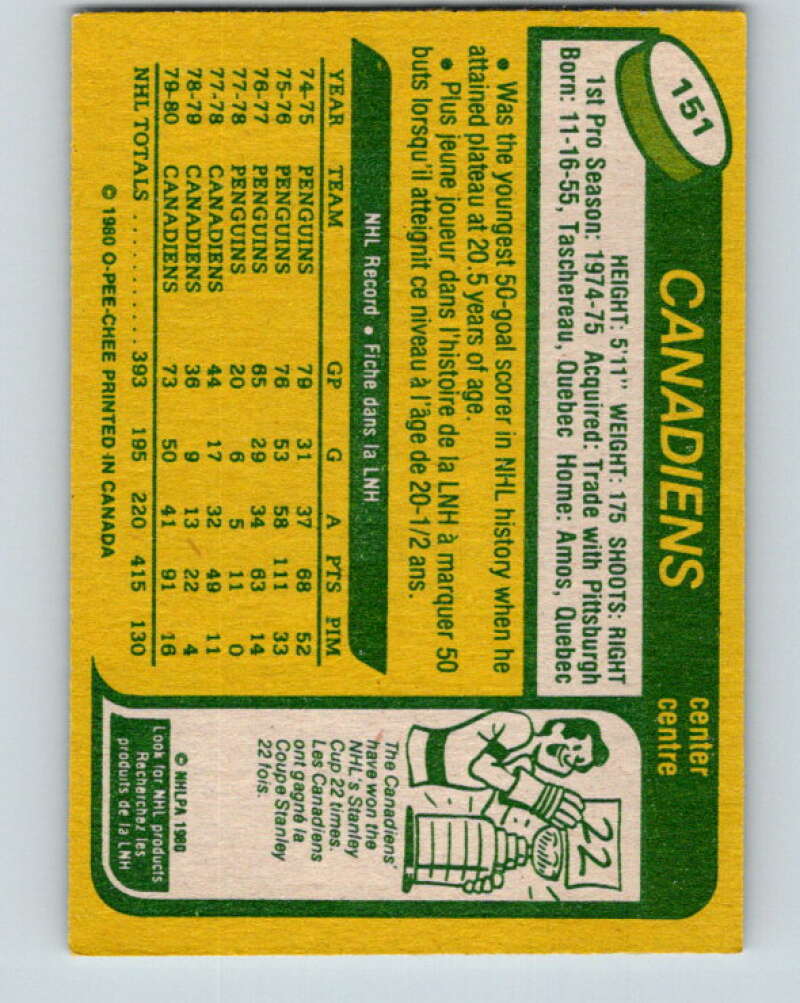 151
CANADIENS
center
centre
HEIGHT: 5'11" WEIGHT: 175 SHOOTS: RIGHT
1st Pro Season: 1974-75 Acquired: Trade with Pittsburgh
Born: 11-16-55, Taschereau, Quebec Home: Amos, Quebec
• Was the youngest 50-goal scorer in NHL history when he
attained plateau at 20.5 years of age.
• Plus jeune joueur dans l'histoire de la LNH à marquer 50
buts lorsqu'il atteignit ce niveau à l'âge de 20-1/2 ans.
NHL Record • Fiche dans la LNH
YEAR TEAM GP G A PTS PIM
74-75 PENGUINS 79 31 37 68 52
75-76 PENGUINS 76 53 58 111 33
76-77 PENGUINS 65 29 34 63 14
77-78 PENGUINS 20 6 5 11 0
77-78 CANADIENS 44 17 32 49 11
78-79 CANADIENS 36 9 13 22 4
79-80 CANADIENS 73 50 41 91 16
NHL TOTALS .......... 393 195 220 415 130
© 1980 O-PEE-CHEE PRINTED IN CANADA
22
The Canadiens'
have won the
NHL's Stanley
Cup 22 times.
Les Canadiens
ont gagné la
Coupe Stanley
22 fois.
© NHLPA 1980
Look for NHL products
Recherchez les
produits de la LNH